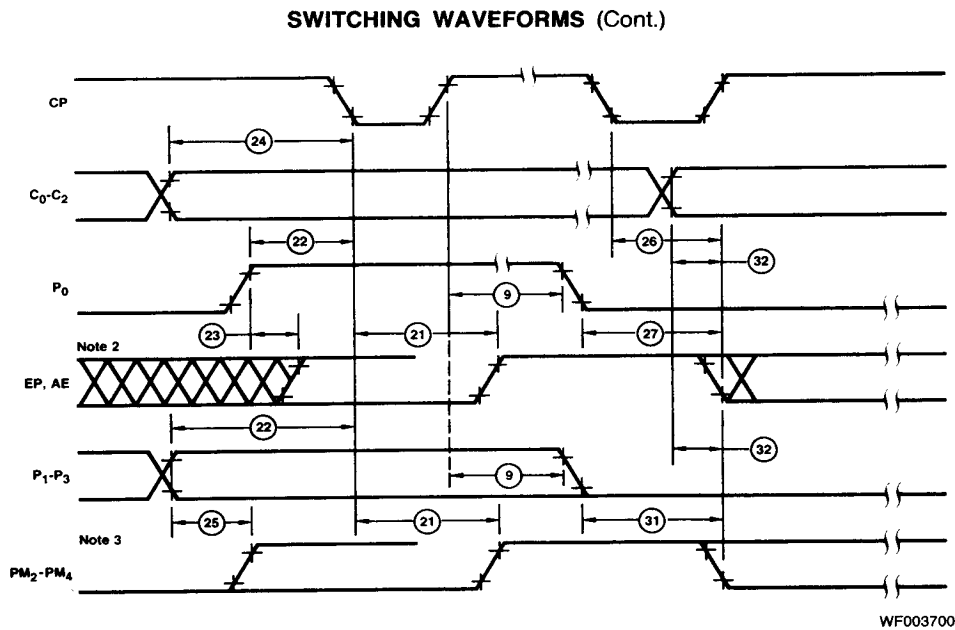 SWITCHING WAVEFORMS (Cont.)
CP
24
C0-C2
22
26
32
P0
9
23
21
27
Note 2
EP, AE
22
32
P1-P3
9
25
21
31
Note 3
PM2-PM4
WF003700